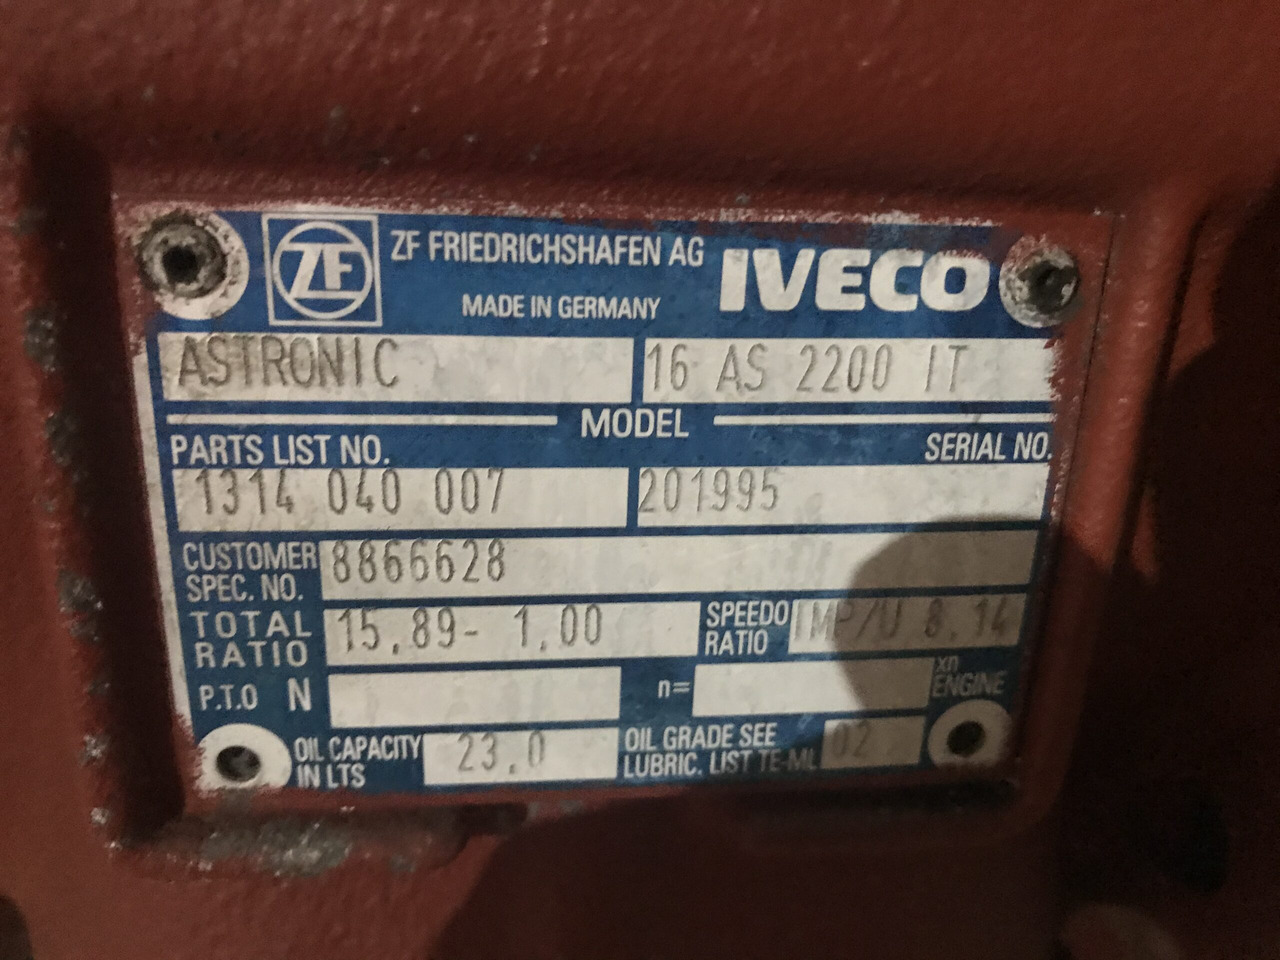 ZF ZF FRIEDRICHSHAFEN AG IVECO
MADE IN GERMANY
ASTRONIC 16 AS 2200 IT
MODEL
PARTS LIST NO. SERIAL NO.
1314 040 007 201995
CUSTOMER SPEC. NO. 8866628
TOTAL RATIO 15,89- 1,00 SPEEDO RATIO IMP/U 8,14
P.T.O N n= xn ENGINE
OIL CAPACITY IN LTS 23,0 OIL GRADE SEE LUBRIC. LIST TE-ML 02